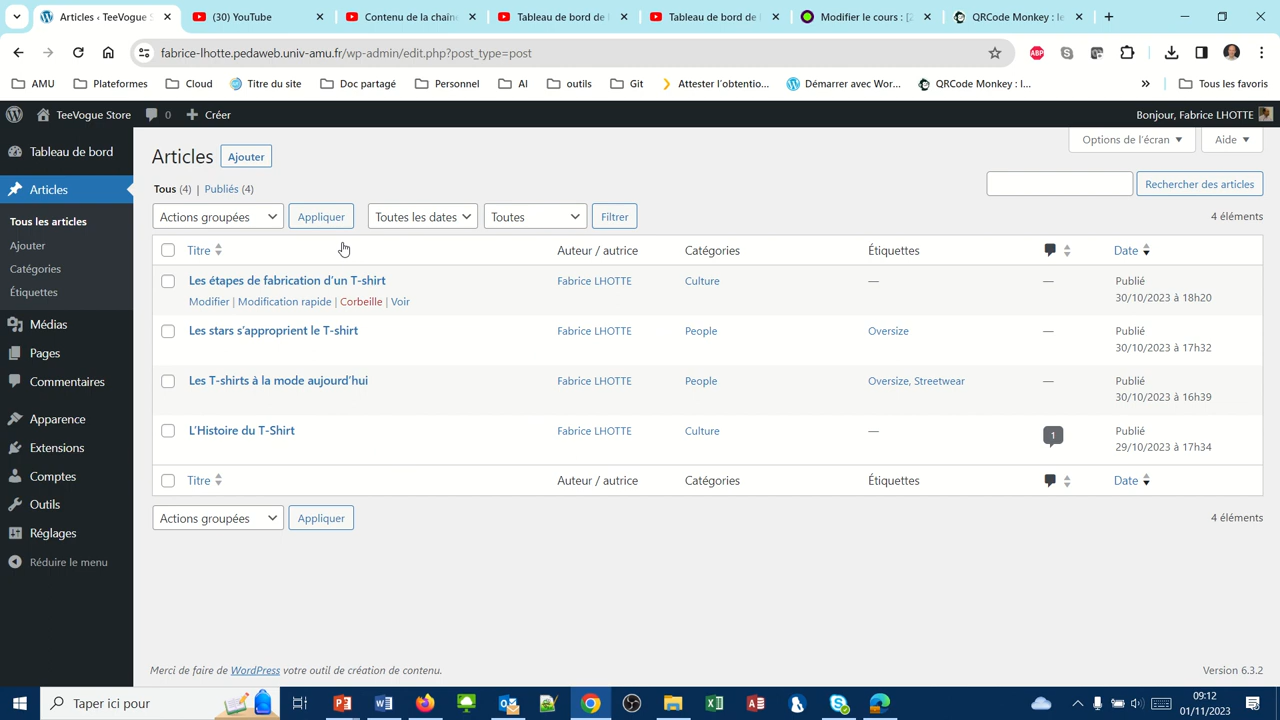 Articles ‹ TeeVogue S
(30) YouTube
Contenu de la chaîn
Tableau de bord de
Tableau de bord de
Modifier le cours : [2
QRCode Monkey : le
fabrice-lhotte.pedaweb.univ-amu.fr/wp-admin/edit.php?post_type=post
AMU
Plateformes
Cloud
Titre du site
Doc partagé
Personnel
AI
outils
Git
Attester l'obtentio...
Démarrer avec Wor...
QRCode Monkey : l...
»
Tous les favoris
TeeVogue Store
0
Créer
Bonjour, Fabrice LHOTTE
Tableau de bord
Articles
Tous les articles
Ajouter
Catégories
Étiquettes
Médias
Pages
Commentaires
Apparence
Extensions
Comptes
Outils
Réglages
Réduire le menu
Options de l'écran
Aide
Articles
Ajouter
Tous (4) | Publiés (4)
Rechercher des articles
Actions groupées
Appliquer
Toutes les dates
Toutes
Filtrer
4 éléments
Titre
Auteur / autrice
Catégories
Étiquettes
Date
Les étapes de fabrication d'un T-shirt
Modifier | Modification rapide | Corbeille | Voir
Fabrice LHOTTE
Culture
—
—
Publié
30/10/2023 à 18h20
Les stars s'approprient le T-shirt
Fabrice LHOTTE
People
Oversize
—
Publié
30/10/2023 à 17h32
Les T-shirts à la mode aujourd'hui
Fabrice LHOTTE
People
Oversize, Streetwear
—
Publié
30/10/2023 à 16h39
L'Histoire du T-Shirt
Fabrice LHOTTE
Culture
—
1
Publié
29/10/2023 à 17h34
Titre
Auteur / autrice
Catégories
Étiquettes
Date
Actions groupées
Appliquer
4 éléments
Merci de faire de WordPress votre outil de création de contenu.
Version 6.3.2
Taper ici pour
09:12
01/11/2023